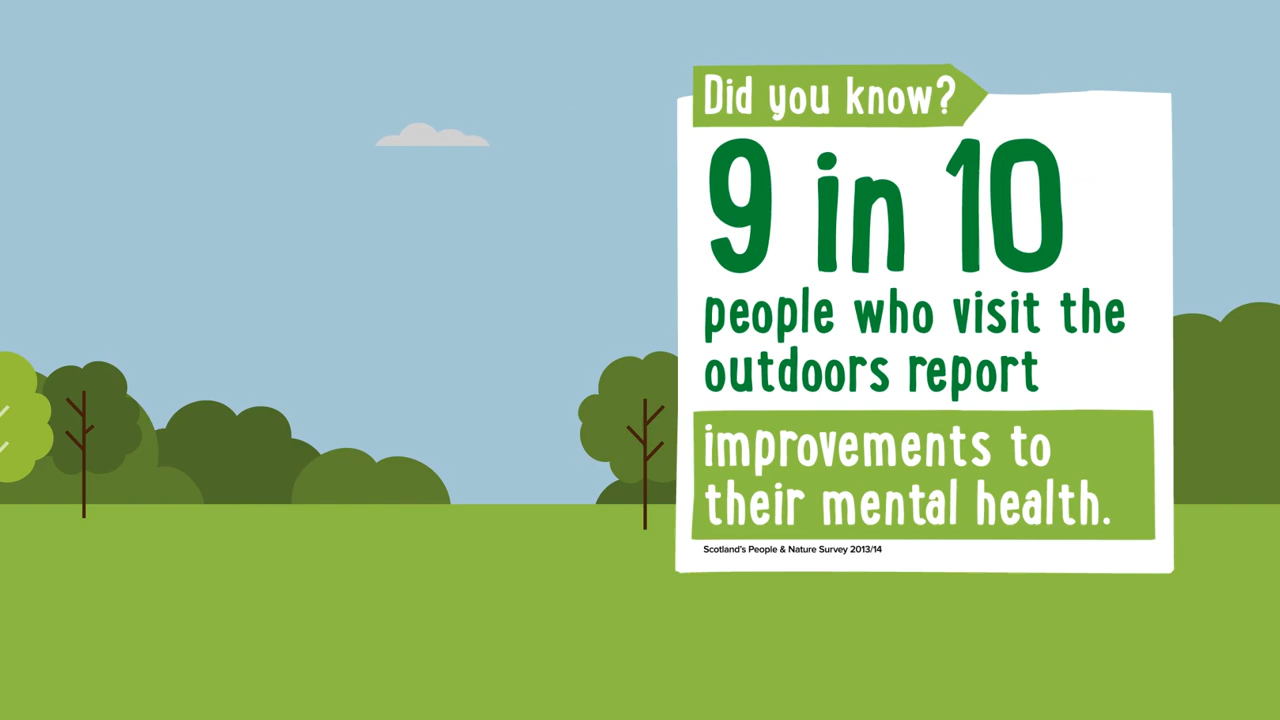 Did you know?
9 in 10
people who visit the
outdoors report
improvements to
their mental health.
Scotland's People & Nature Survey 2013/14